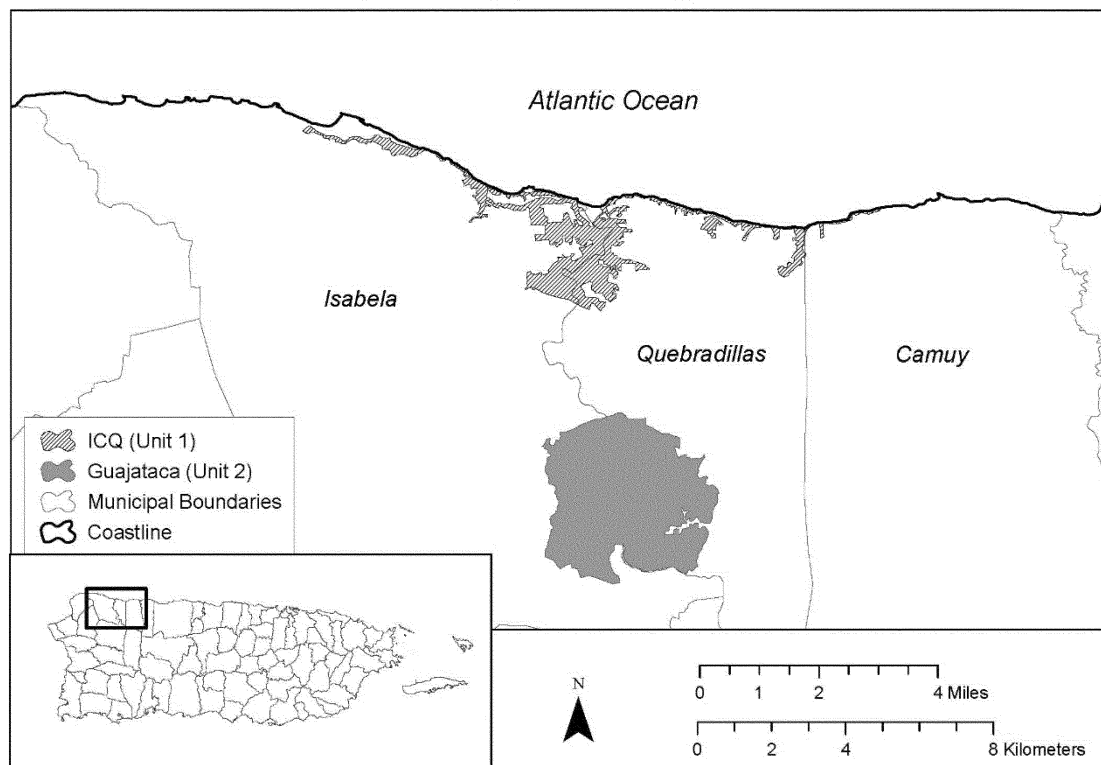 Atlantic Ocean
Isabela
Quebradillas
Camuy
ICQ (Unit 1)
Guajataca (Unit 2)
Municipal Boundaries
Coastline
N
0 1 2 4 Miles
0 2 4 8 Kilometers